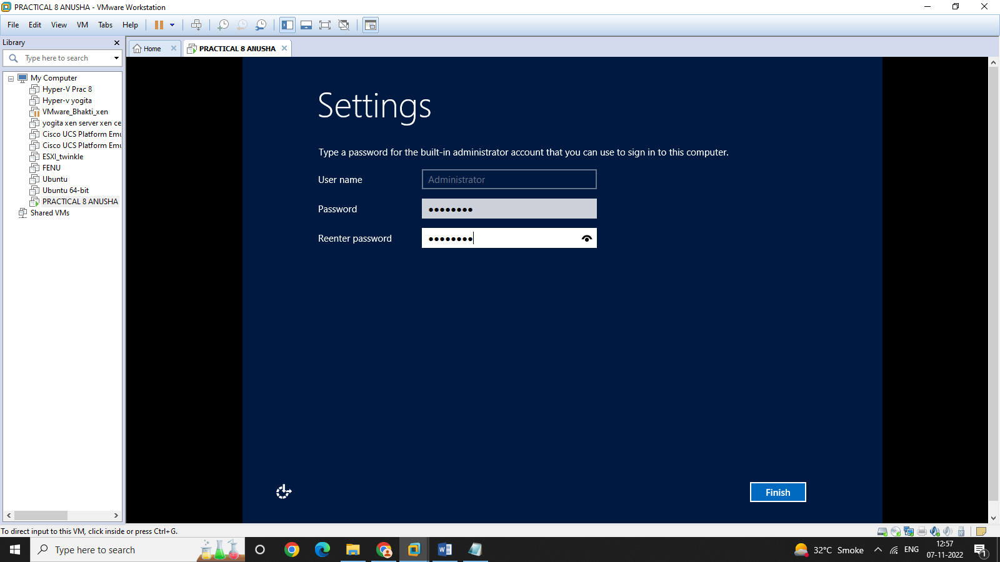 PRACTICAL 8 ANUSHA - VMware Workstation
File Edit View VM Tabs Help
Library
Type here to search
Home
PRACTICAL 8 ANUSHA
My Computer
Hyper-V Prac 8
Hyper-v yogita
VMware_Bhakti_xen
yogita xen server xen ce
Cisco UCS Platform Emu
Cisco UCS Platform Emu
ESXI_twinkle
FENU
Ubuntu
Ubuntu 64-bit
PRACTICAL 8 ANUSHA
Shared VMs
Settings
Type a password for the built-in administrator account that you can use to sign in to this computer.
User name Administrator
Password ••••••••
Reenter password ••••••••
Finish
To direct input to this VM, click inside or press Ctrl+G.
Type here to search
32°C Smoke
ENG
12:57
07-11-2022
1